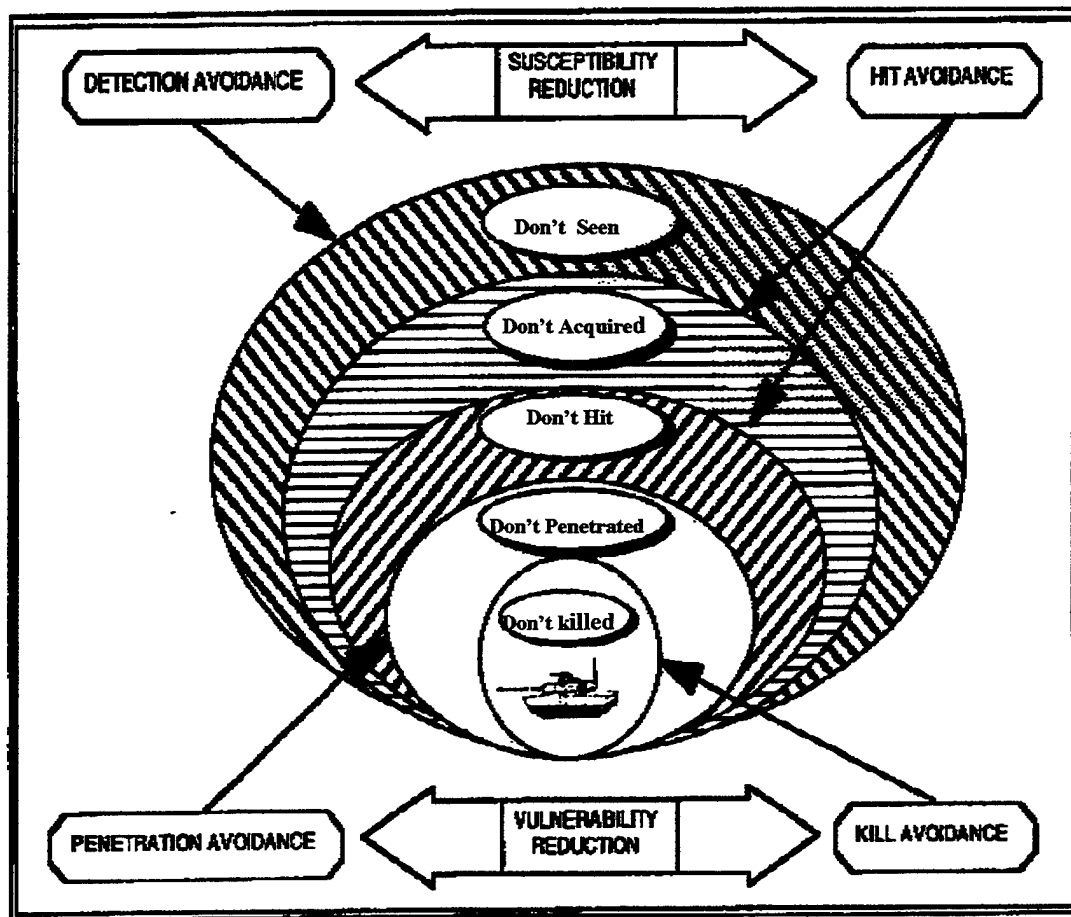 DETECTION AVOIDANCE
SUSCEPTIBILITY
REDUCTION
HIT AVOIDANCE
Don't Seen
Don't Acquired
Don't Hit
Don't Penetrated
Don't killed
PENETRATION AVOIDANCE
VULNERABILITY
REDUCTION
KILL AVOIDANCE